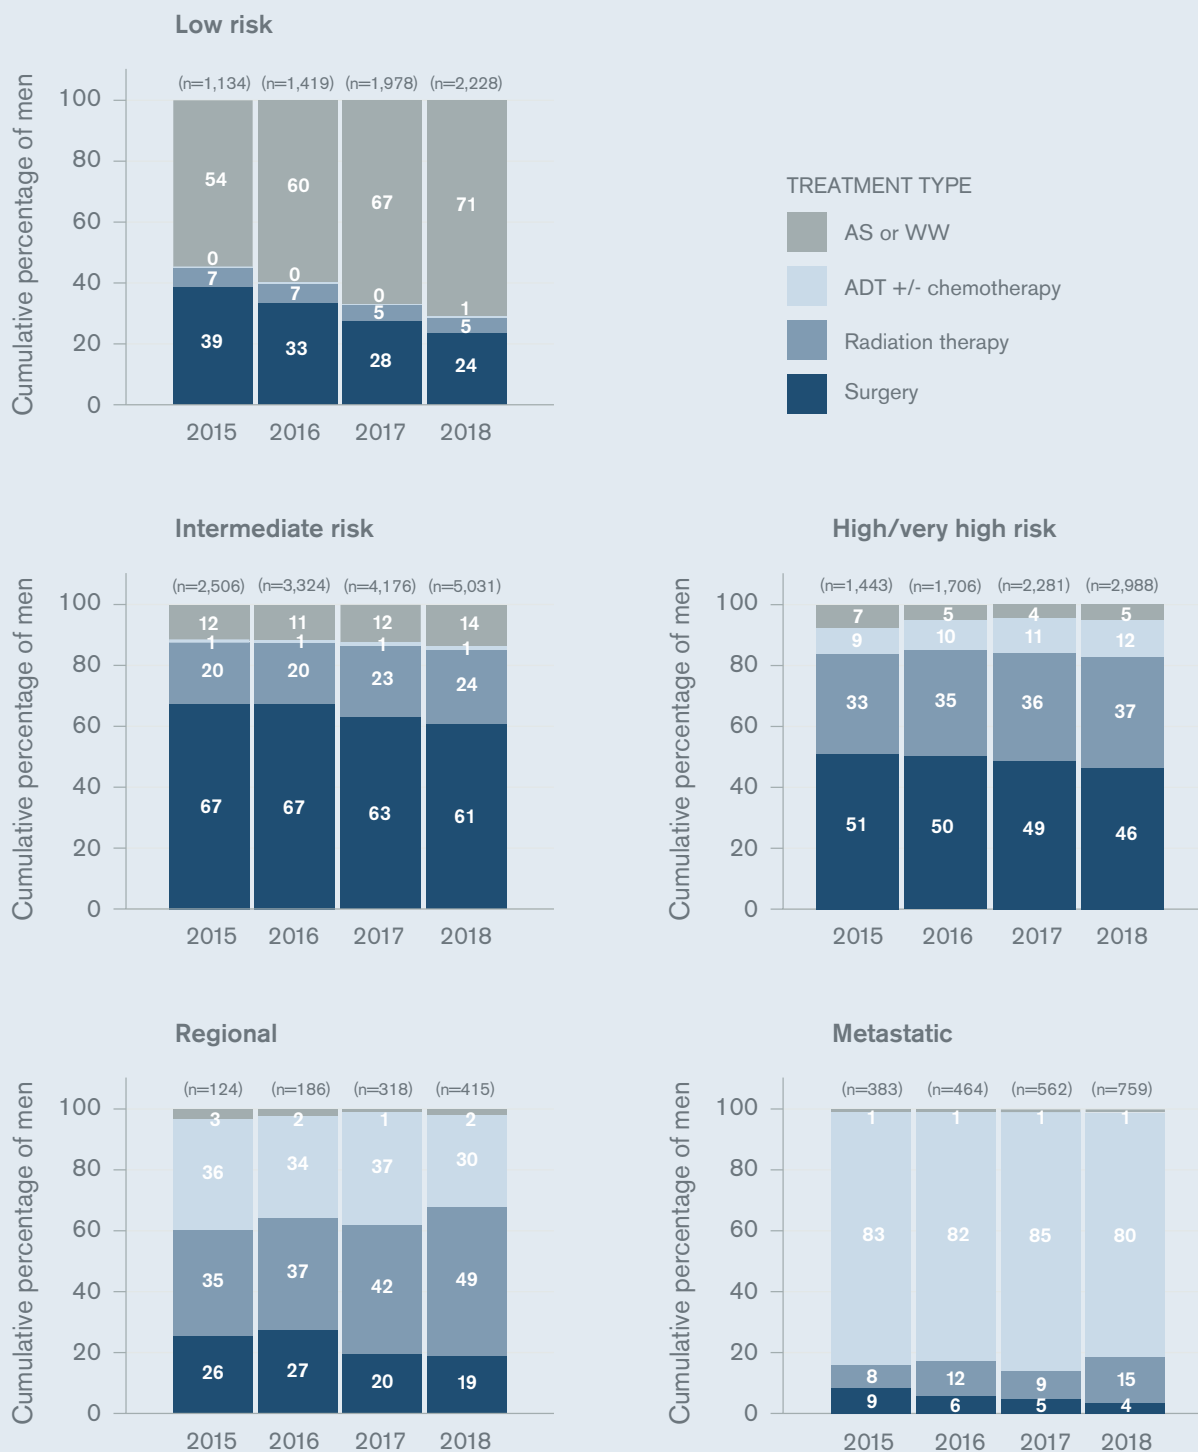 Low risk
Cumulative percentage of men
(n=1,134) (n=1,419) (n=1,978) (n=2,228)
100
80
60
40
20
0
54 60 67 71
0 0 0 1
7 7 5 5
39 33 28 24
2015 2016 2017 2018
TREATMENT TYPE
AS or WW
ADT +/- chemotherapy
Radiation therapy
Surgery
Intermediate risk
Cumulative percentage of men
(n=2,506) (n=3,324) (n=4,176) (n=5,031)
100
80
60
40
20
0
12 11 12 14
1 1 1 1
20 20 23 24
67 67 63 61
2015 2016 2017 2018
High/very high risk
Cumulative percentage of men
(n=1,443) (n=1,706) (n=2,281) (n=2,988)
100
80
60
40
20
0
7 5 4 5
9 10 11 12
33 35 36 37
51 50 49 46
2015 2016 2017 2018
Regional
Cumulative percentage of men
(n=124) (n=186) (n=318) (n=415)
100
80
60
40
20
0
3 2 1 2
36 34 37 30
35 37 42 49
26 27 20 19
2015 2016 2017 2018
Metastatic
Cumulative percentage of men
(n=383) (n=464) (n=562) (n=759)
100
80
60
40
20
0
1 1 1 1
83 82 85 80
8 12 9 15
9 6 5 4
2015 2016 2017 2018